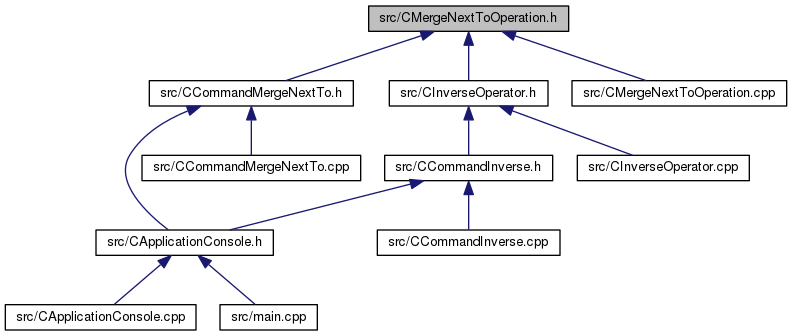 src/CMergeNextToOperation.h
src/CCommandMergeNextTo.h
src/CInverseOperator.h
src/CMergeNextToOperation.cpp
src/CCommandMergeNextTo.cpp
src/CCommandInverse.h
src/CInverseOperator.cpp
src/CApplicationConsole.h
src/CCommandInverse.cpp
src/CApplicationConsole.cpp
src/main.cpp